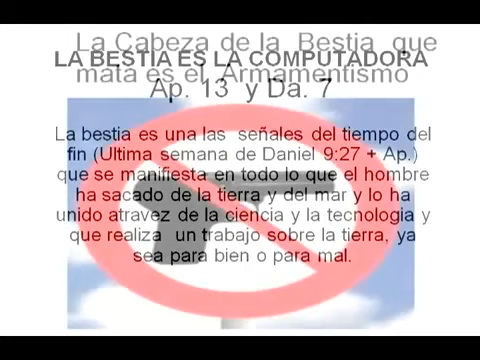 La Cabeza de la Bestia que
LA BESTIA ES LA COMPUTADORA
mata es el Armamentismo
Ap. 13 y Da. 7
La bestia es una las señales del tiempo del
fin (Ultima semana de Daniel 9:27 + Ap.)
que se manifiesta en todo lo que el hombre
ha sacado de la tierra y del mar y lo ha
unido atravez de la ciencia y la tecnologia y
que realiza un trabajo sobre la tierra, ya
sea para bien o para mal.